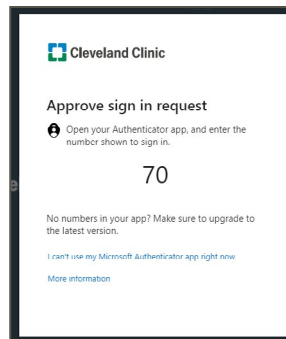 Cleveland Clinic
Approve sign in request
Open your Authenticator app, and enter the
number shown to sign in.
70
No numbers in your app? Make sure to upgrade to
the latest version.
I can't use my Microsoft Authenticator app right now
More information